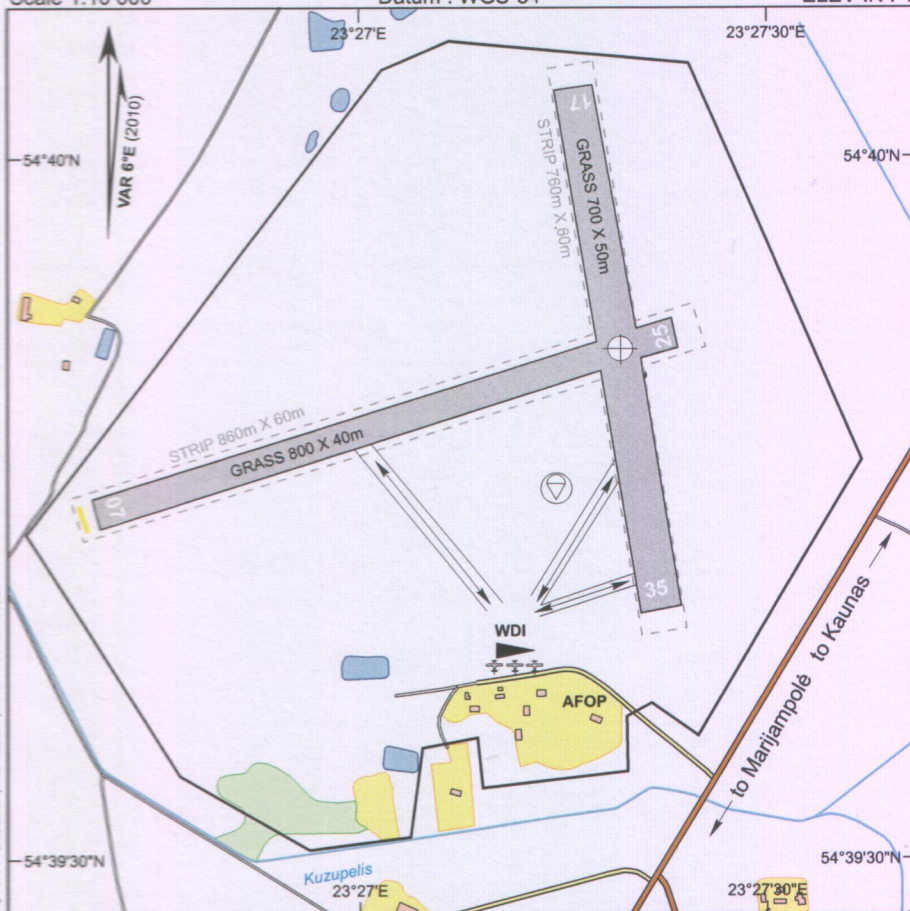 23°27'E
23°27'30"E
VAR 6°E (2010)
54°40'N
54°40'N
17
STRIP 760m X 60m
GRASS 700 X 50m
25
STRIP 860m X 60m
GRASS 800 X 40m
07
35
WDI
AFOP
to Marijampolė to Kaunas
54°39'30"N
54°39'30"N
Kuzupelis
23°27'E
23°27'30"E